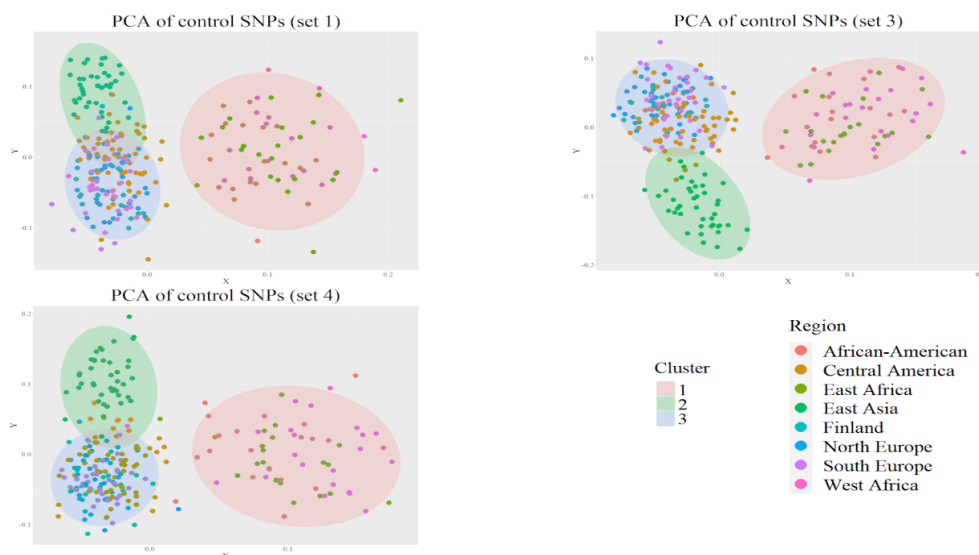 PCA of control SNPs (set 1)
0.1
0.0
-0.1
Y
0.0
0.1
0.2
X
PCA of control SNPs (set 3)
0.1
0.0
-0.1
-0.2
Y
0.0
0.1
X
PCA of control SNPs (set 4)
0.2
0.1
0.0
-0.1
Y
0.0
0.1
X
Cluster
1
2
3
Region
African-American
Central America
East Africa
East Asia
Finland
North Europe
South Europe
West Africa